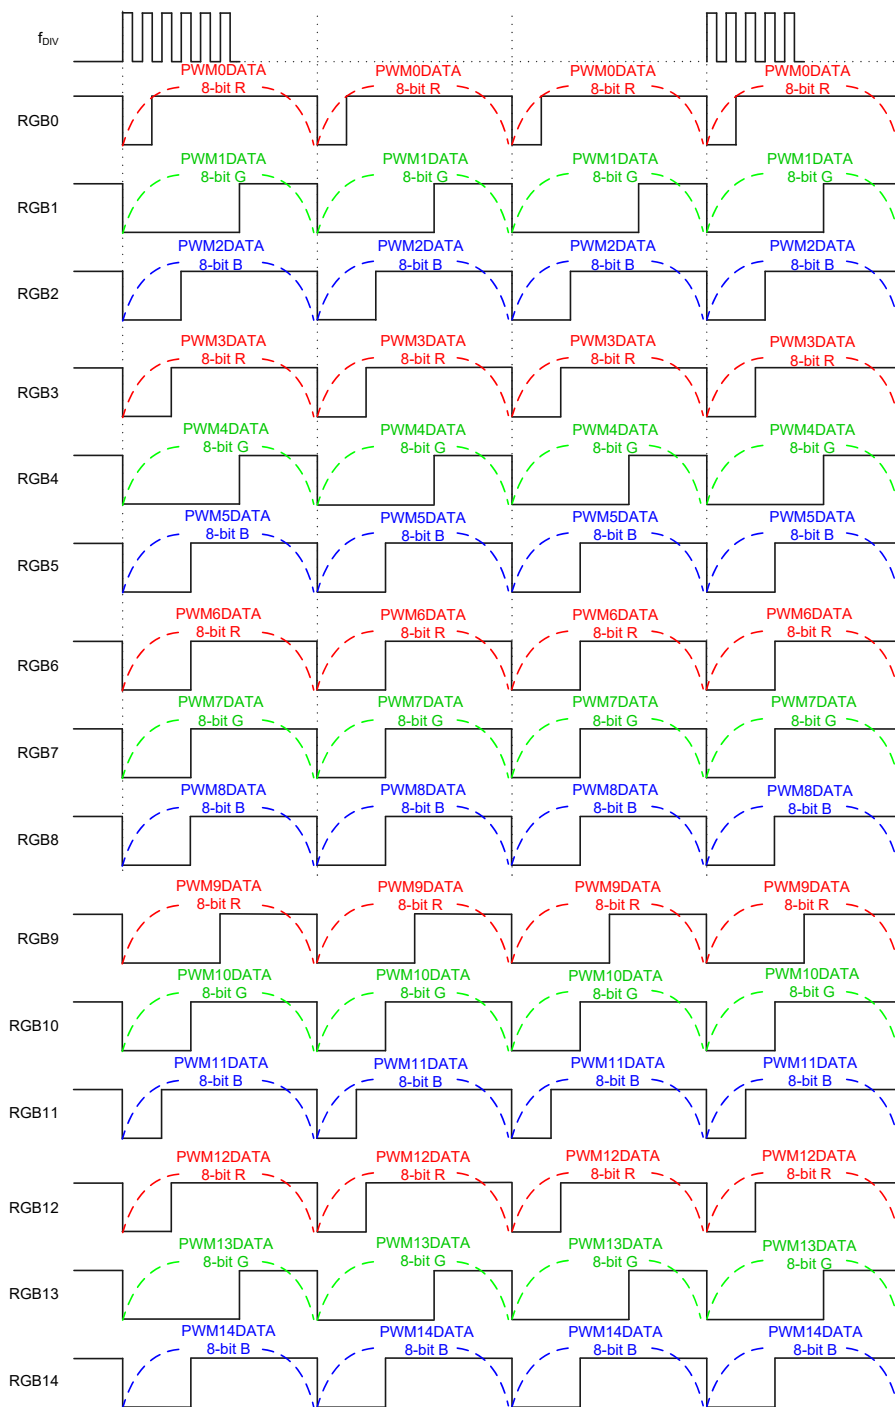 f_DIV
PWM0DATA PWM0DATA PWM0DATA PWM0DATA
8-bit R 8-bit R 8-bit R 8-bit R
RGB0
PWM1DATA PWM1DATA PWM1DATA PWM1DATA
8-bit G 8-bit G 8-bit G 8-bit G
RGB1
PWM2DATA PWM2DATA PWM2DATA PWM2DATA
8-bit B 8-bit B 8-bit B 8-bit B
RGB2
PWM3DATA PWM3DATA PWM3DATA PWM3DATA
8-bit R 8-bit R 8-bit R 8-bit R
RGB3
PWM4DATA PWM4DATA PWM4DATA PWM4DATA
8-bit G 8-bit G 8-bit G 8-bit G
RGB4
PWM5DATA PWM5DATA PWM5DATA PWM5DATA
8-bit B 8-bit B 8-bit B 8-bit B
RGB5
PWM6DATA PWM6DATA PWM6DATA PWM6DATA
8-bit R 8-bit R 8-bit R 8-bit R
RGB6
PWM7DATA PWM7DATA PWM7DATA PWM7DATA
8-bit G 8-bit G 8-bit G 8-bit G
RGB7
PWM8DATA PWM8DATA PWM8DATA PWM8DATA
8-bit B 8-bit B 8-bit B 8-bit B
RGB8
PWM9DATA PWM9DATA PWM9DATA PWM9DATA
8-bit R 8-bit R 8-bit R 8-bit R
RGB9
PWM10DATA PWM10DATA PWM10DATA PWM10DATA
8-bit G 8-bit G 8-bit G 8-bit G
RGB10
PWM11DATA PWM11DATA PWM11DATA PWM11DATA
8-bit B 8-bit B 8-bit B 8-bit B
RGB11
PWM12DATA PWM12DATA PWM12DATA PWM12DATA
8-bit R 8-bit R 8-bit R 8-bit R
RGB12
PWM13DATA PWM13DATA PWM13DATA PWM13DATA
8-bit G 8-bit G 8-bit G 8-bit G
RGB13
PWM14DATA PWM14DATA PWM14DATA PWM14DATA
8-bit B 8-bit B 8-bit B 8-bit B
RGB14